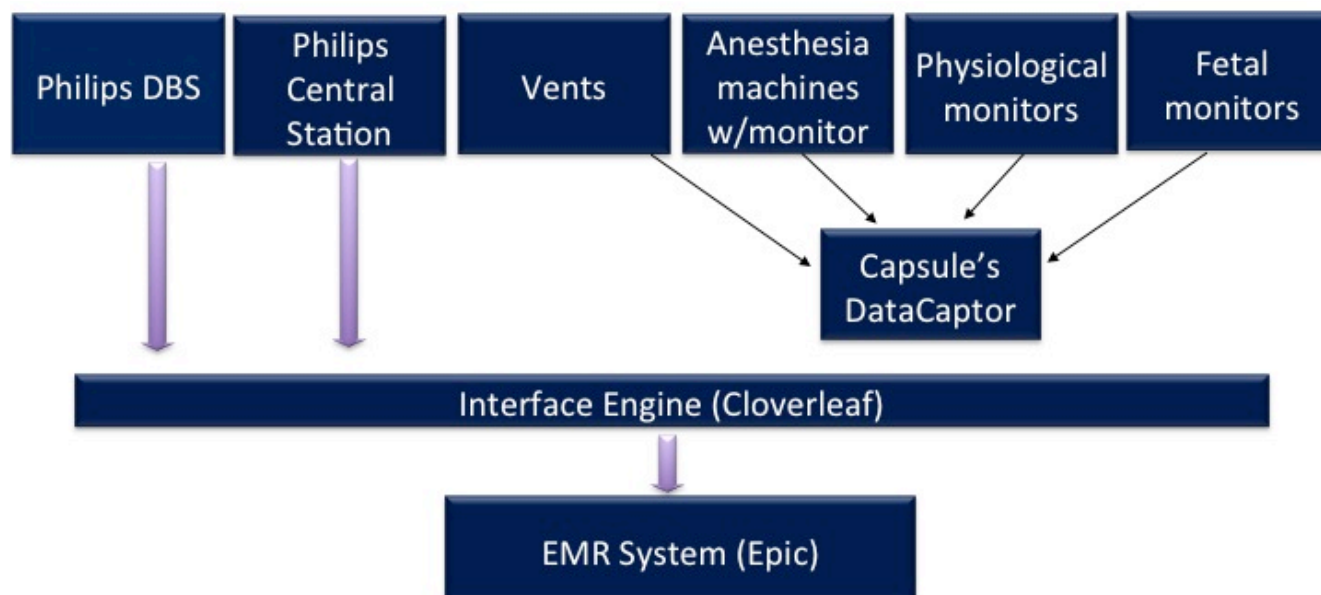 Philips DBS
Philips
Central
Station
Vents
Anesthesia
machines
w/monitor
Physiological
monitors
Fetal
monitors
Capsule’s
DataCaptor
Interface Engine (Cloverleaf)
EMR System (Epic)